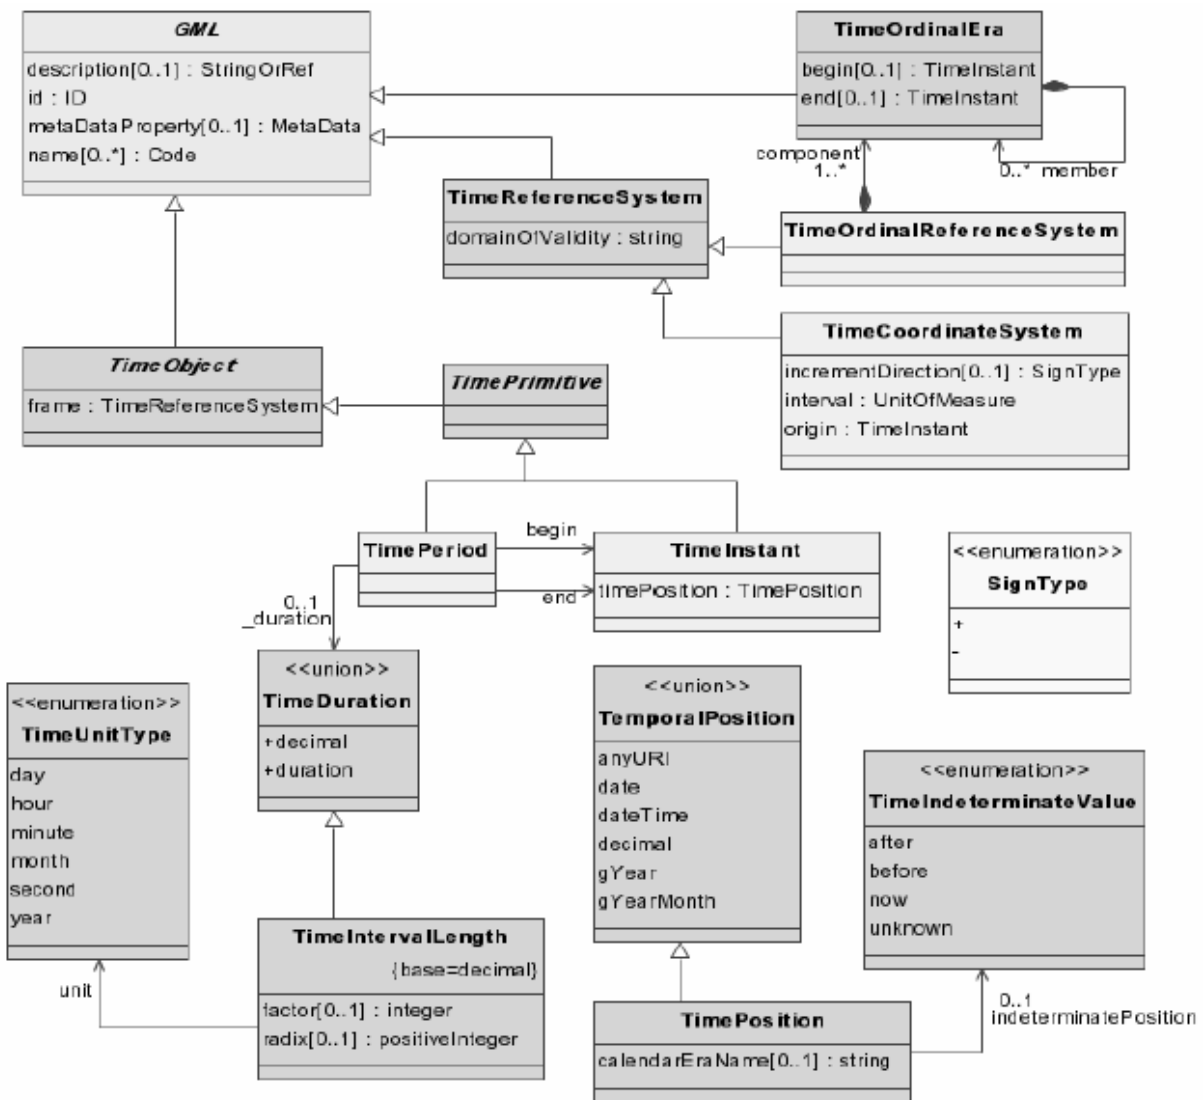 GML
description[0..1] : StringOrRef
id : ID
metaDataProperty[0..1] : MetaData
name[0..*] : Code
TimeOrdinalEra
begin[0..1] : TimeInstant
end[0..1] : TimeInstant
component
1..*
0..* member
TimeReferenceSystem
domainOfValidity : string
TimeOrdinalReferenceSystem
TimeCoordinateSystem
incrementDirection[0..1] : SignType
interval : UnitOfMeasure
origin : TimeInstant
TimeObject
frame : TimeReferenceSystem
TimePrimitive
TimePeriod
begin
end
TimeInstant
timePosition : TimePosition
<<enumeration>>
SignType
+
-
0..1
_duration
<<union>>
TimeDuration
+decimal
+duration
<<enumeration>>
TimeUnitType
day
hour
minute
month
second
year
<<union>>
TemporalPosition
anyURI
date
dateTime
decimal
gYear
gYearMonth
<<enumeration>>
TimeIndeterminateValue
after
before
now
unknown
unit
TimeIntervalLength
{base=decimal}
factor[0..1] : integer
radix[0..1] : positiveInteger
TimePosition
calendarEraName[0..1] : string
0..1
indeterminatePosition